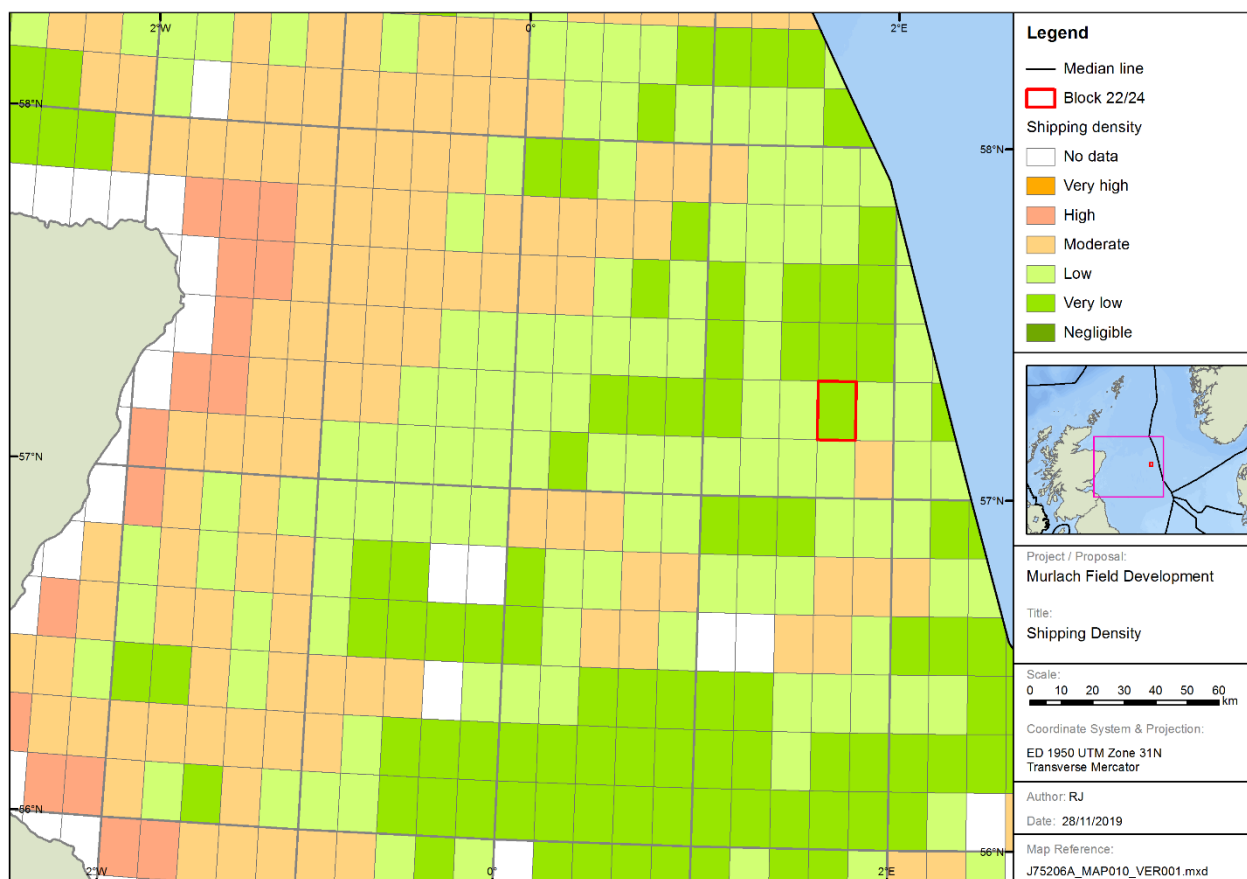 2°W
0°
2°E
58°N
58°N
57°N
57°N
56°N
56°N
2°W
0°
2°E
Legend
Median line
Block 22/24
Shipping density
No data
Very high
High
Moderate
Low
Very low
Negligible
Project / Proposal:
Murlach Field Development
Title:
Shipping Density
Scale:
0 10 20 30 40 50 60
km
Coordinate System & Projection:
ED 1950 UTM Zone 31N
Transverse Mercator
Author: RJ
Date: 28/11/2019
Map Reference:
J75206A_MAP010_VER001.mxd